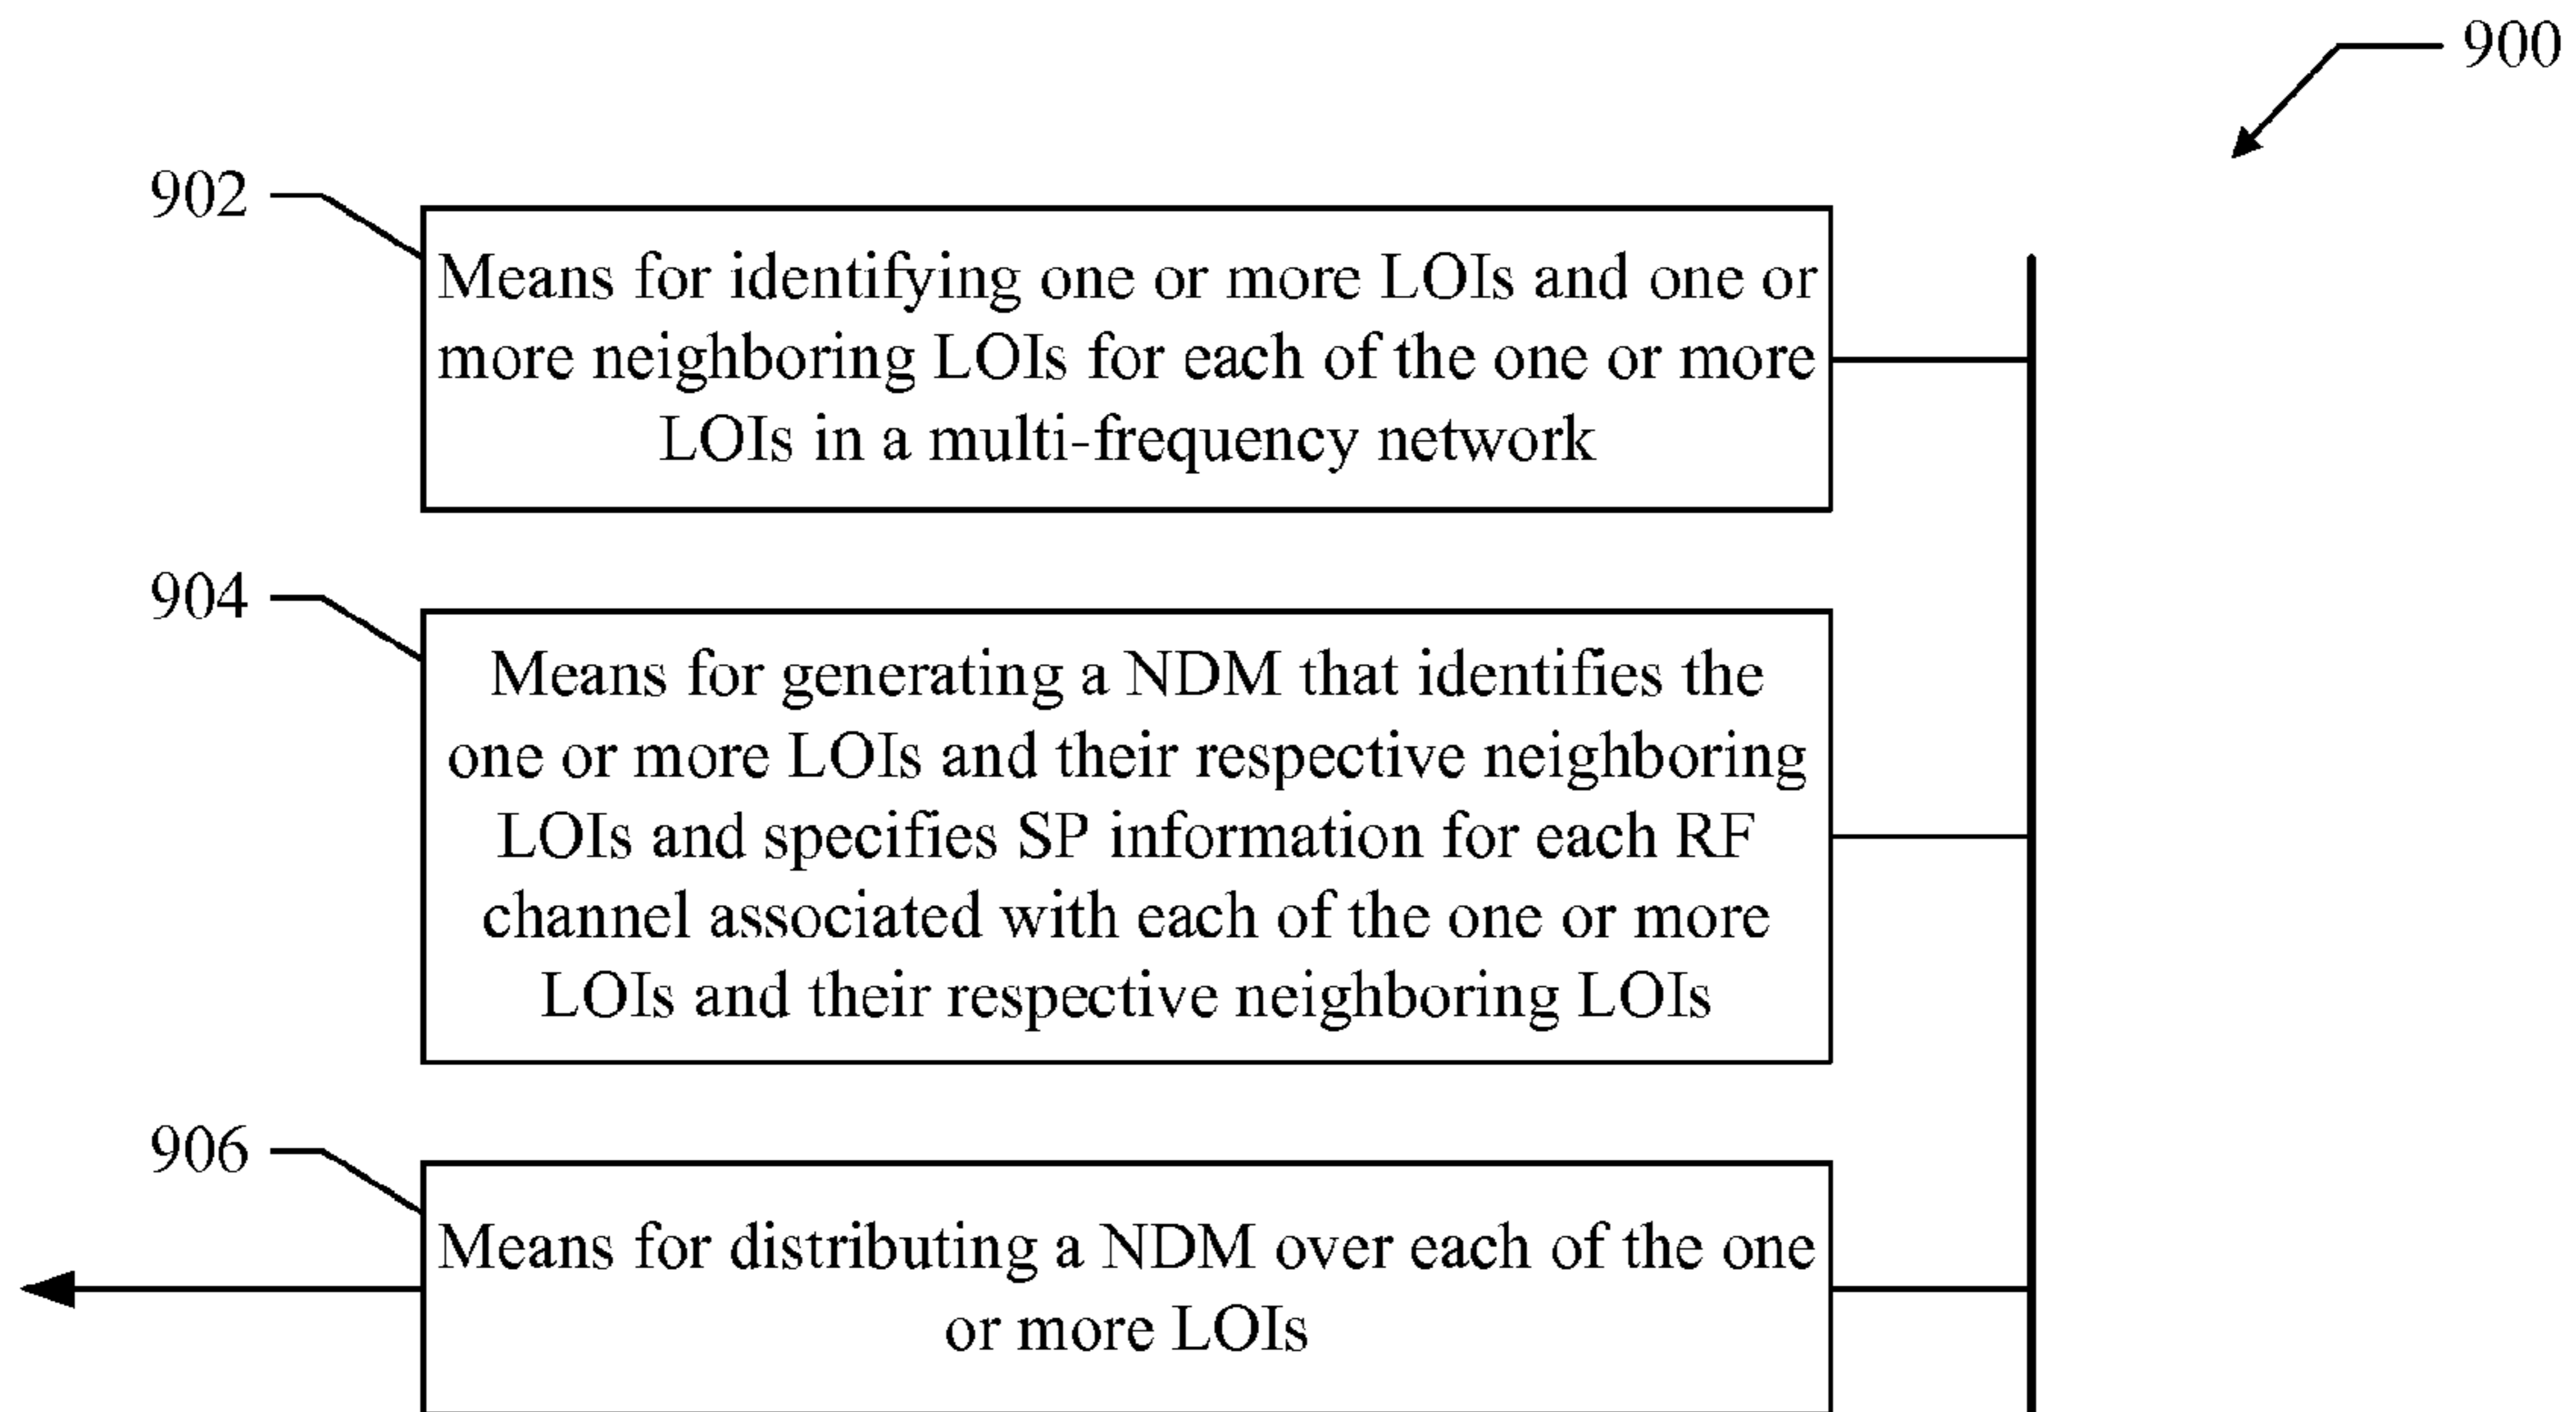 900
902
Means for identifying one or more LOIs and one or
more neighboring LOIs for each of the one or more
LOIs in a multi-frequency network
904
Means for generating a NDM that identifies the
one or more LOIs and their respective neighboring
LOIs and specifies SP information for each RF
channel associated with each of the one or more
LOIs and their respective neighboring LOIs
906
Means for distributing a NDM over each of the one
or more LOIs